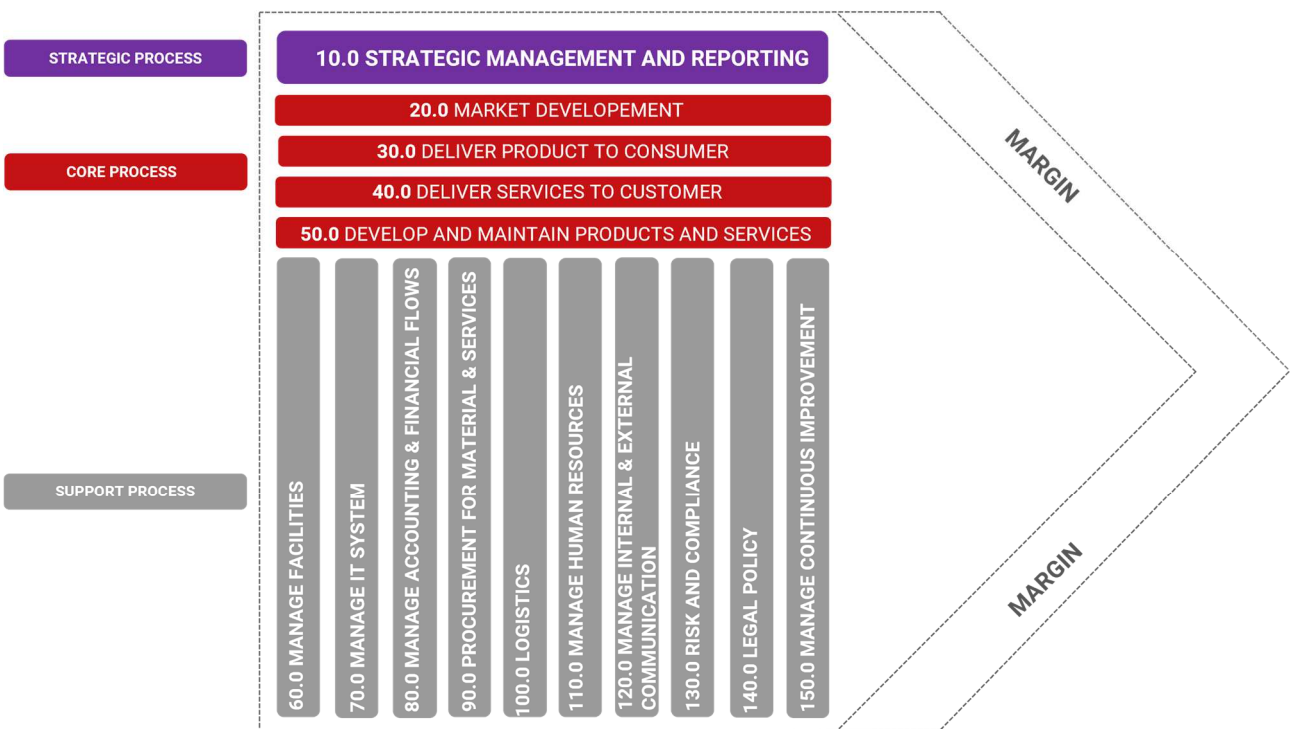 STRATEGIC PROCESS
10.0 STRATEGIC MANAGEMENT AND REPORTING
20.0 MARKET DEVELOPEMENT
CORE PROCESS
30.0 DELIVER PRODUCT TO CONSUMER
40.0 DELIVER SERVICES TO CUSTOMER
50.0 DEVELOP AND MAINTAIN PRODUCTS AND SERVICES
MARGIN
SUPPORT PROCESS
60.0 MANAGE FACILITIES
70.0 MANAGE IT SYSTEM
80.0 MANAGE ACCOUNTING & FINANCIAL FLOWS
90.0 PROCUREMENT FOR MATERIAL & SERVICES
100.0 LOGISTICS
110.0 MANAGE HUMAN RESOURCES
120.0 MANAGE INTERNAL & EXTERNAL
COMMUNICATION
130.0 RISK AND COMPLIANCE
140.0 LEGAL POLICY
150.0 MANAGE CONTINUOUS IMPROVEMENT
MARGIN